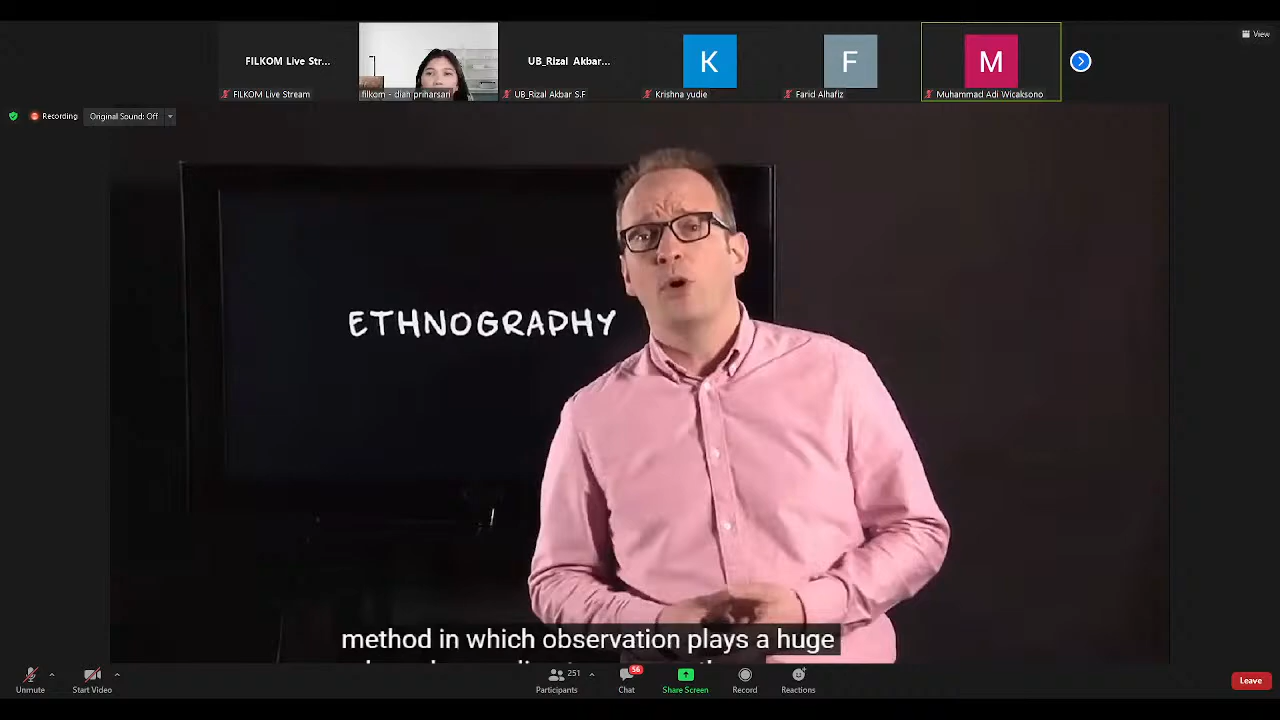 View
FILKOM Live Str...
UB_Rizal Akbar...
K
F
M
FILKOM Live Stream
filkom - dian priharsari
UB_Rizal Akbar S.F
Krishna yudie
Farid Alhafiz
Muhammad Adi Wicaksono
Recording
Original Sound: Off
ETHNOGRAPHY
method in which observation plays a huge
251
56
Unmute
Start Video
Participants
Chat
Share Screen
Record
Reactions
Leave